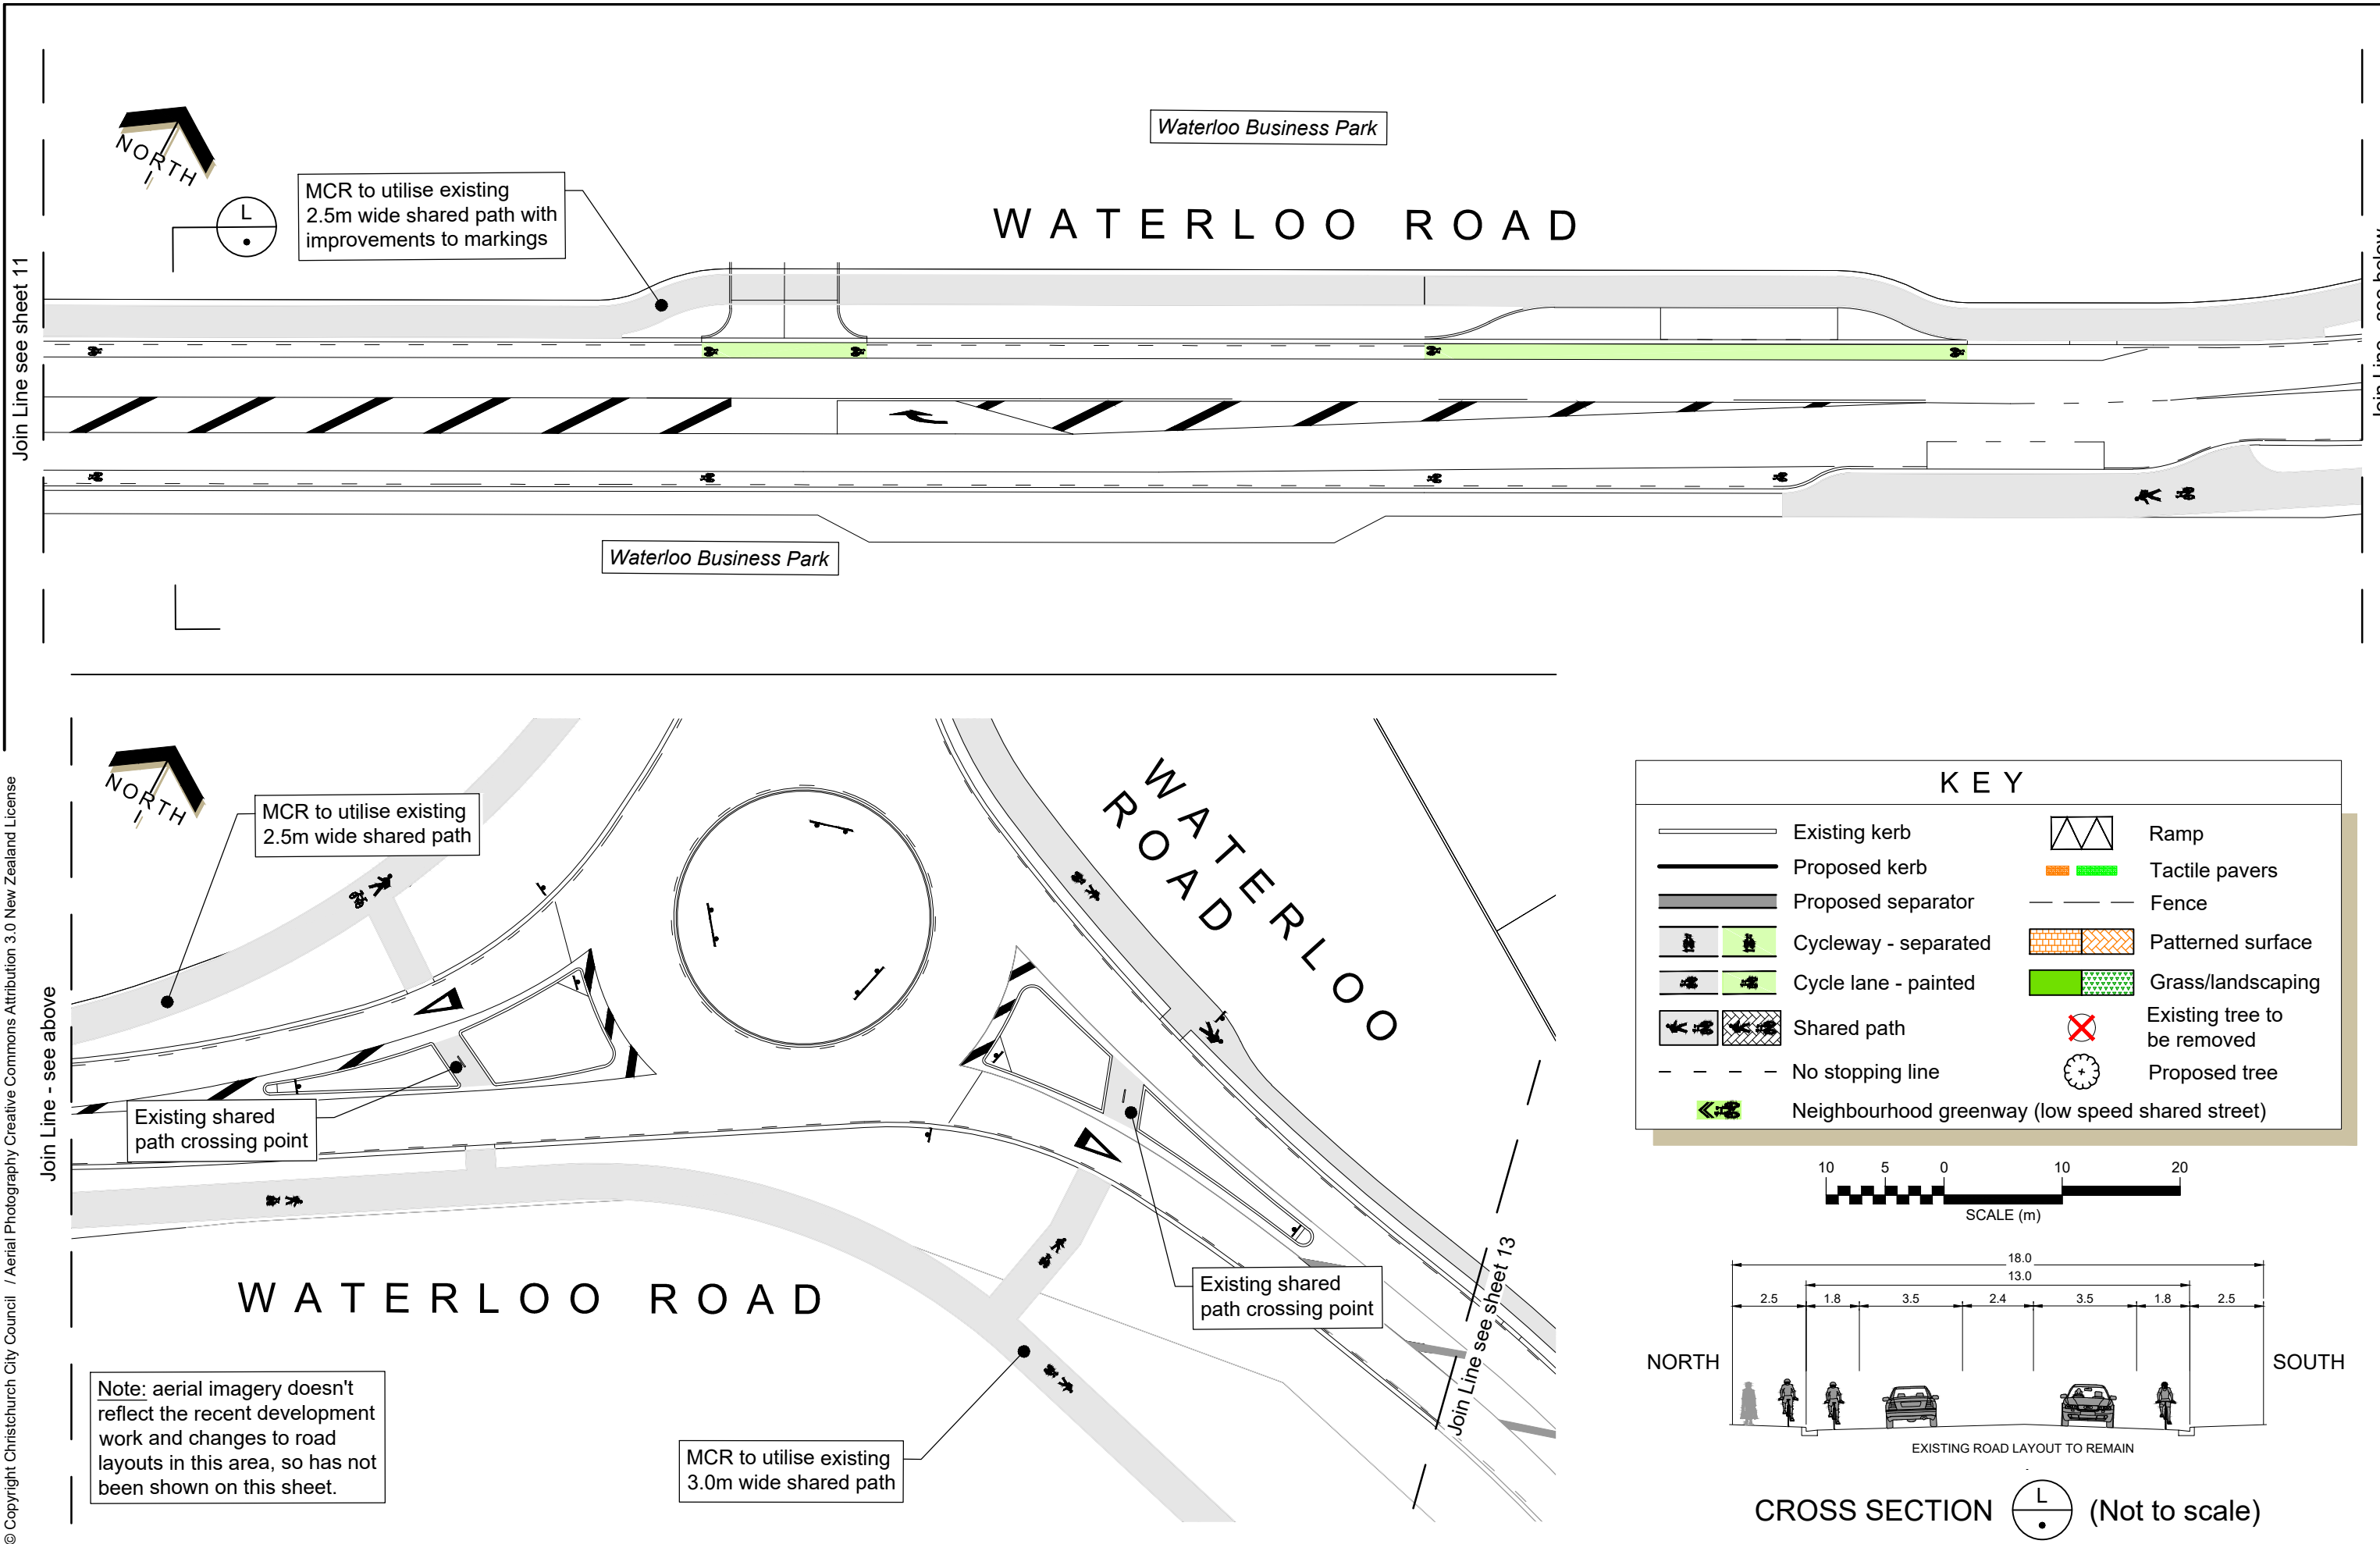 Waterloo Business Park
NORTH
MCR to utilise existing
2.5m wide shared path with
improvements to markings
L
WATERLOO ROAD
Join Line see sheet 11
Join Line - see below
Waterloo Business Park
NORTH
MCR to utilise existing
2.5m wide shared path
WATERLOO
ROAD
Existing shared
path crossing point
Join Line - see above
WATERLOO ROAD
Existing shared
path crossing point
Join Line see sheet 13
MCR to utilise existing
3.0m wide shared path
Note: aerial imagery doesn't
reflect the recent development
work and changes to road
layouts in this area, so has not
been shown on this sheet.
© Copyright Christchurch City Council / Aerial Photography Creative Commons Attribution 3.0 New Zealand License
KEY
Existing kerb
Proposed kerb
Proposed separator
Cycleway - separated
Cycle lane - painted
Shared path
No stopping line
Neighbourhood greenway (low speed shared street)
Ramp
Tactile pavers
Fence
Patterned surface
Grass/landscaping
Existing tree to
be removed
Proposed tree
10 5 0 10 20
SCALE (m)
18.0
13.0
2.5 1.8 3.5 2.4 3.5 1.8 2.5
NORTH
SOUTH
EXISTING ROAD LAYOUT TO REMAIN
CROSS SECTION L (Not to scale)